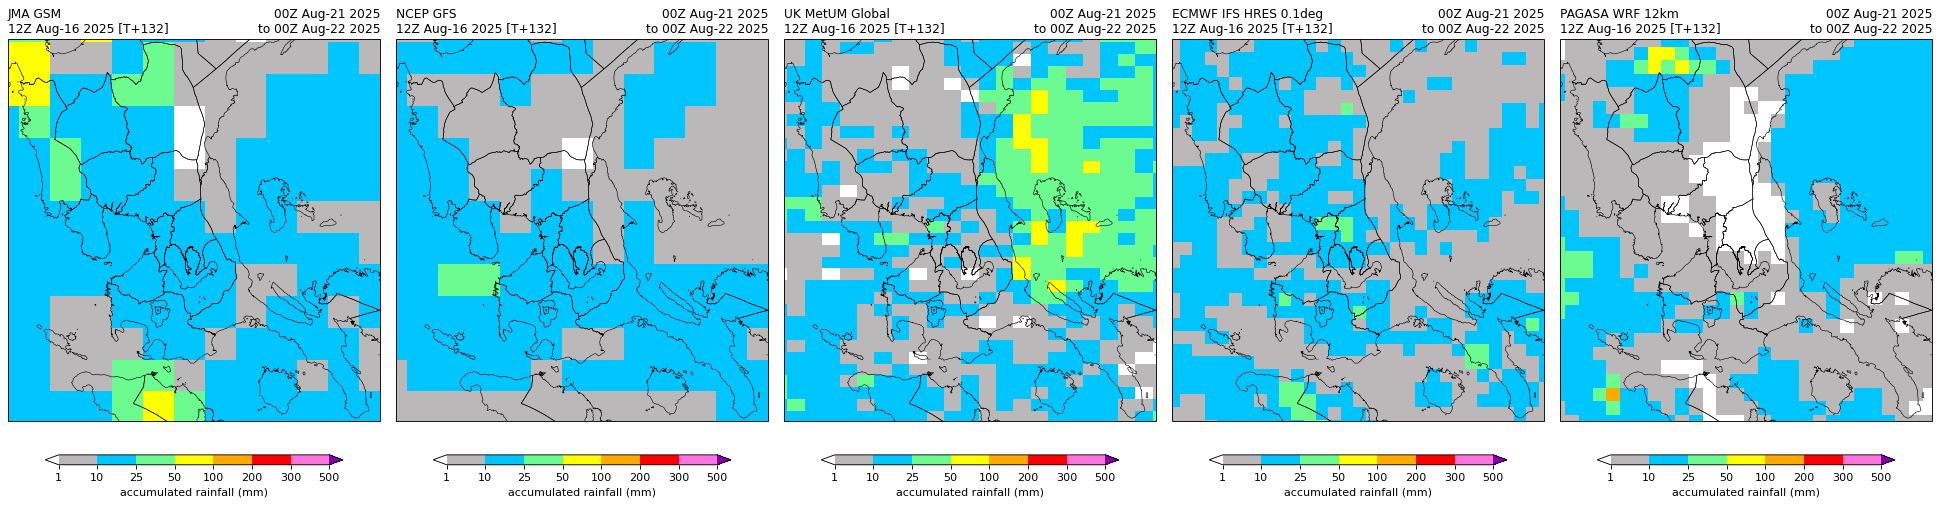 JMA GSM
00Z Aug-21 2025
12Z Aug-16 2025 [T+132]
to 00Z Aug-22 2025
NCEP GFS
00Z Aug-21 2025
12Z Aug-16 2025 [T+132]
to 00Z Aug-22 2025
UK MetUM Global
00Z Aug-21 2025
12Z Aug-16 2025 [T+132]
to 00Z Aug-22 2025
ECMWF IFS HRES 0.1deg
00Z Aug-21 2025
12Z Aug-16 2025 [T+132]
to 00Z Aug-22 2025
PAGASA WRF 12km
00Z Aug-21 2025
12Z Aug-16 2025 [T+132]
to 00Z Aug-22 2025
1 10 25 50 100 200 300 500
accumulated rainfall (mm)
1 10 25 50 100 200 300 500
accumulated rainfall (mm)
1 10 25 50 100 200 300 500
accumulated rainfall (mm)
1 10 25 50 100 200 300 500
accumulated rainfall (mm)
1 10 25 50 100 200 300 500
accumulated rainfall (mm)